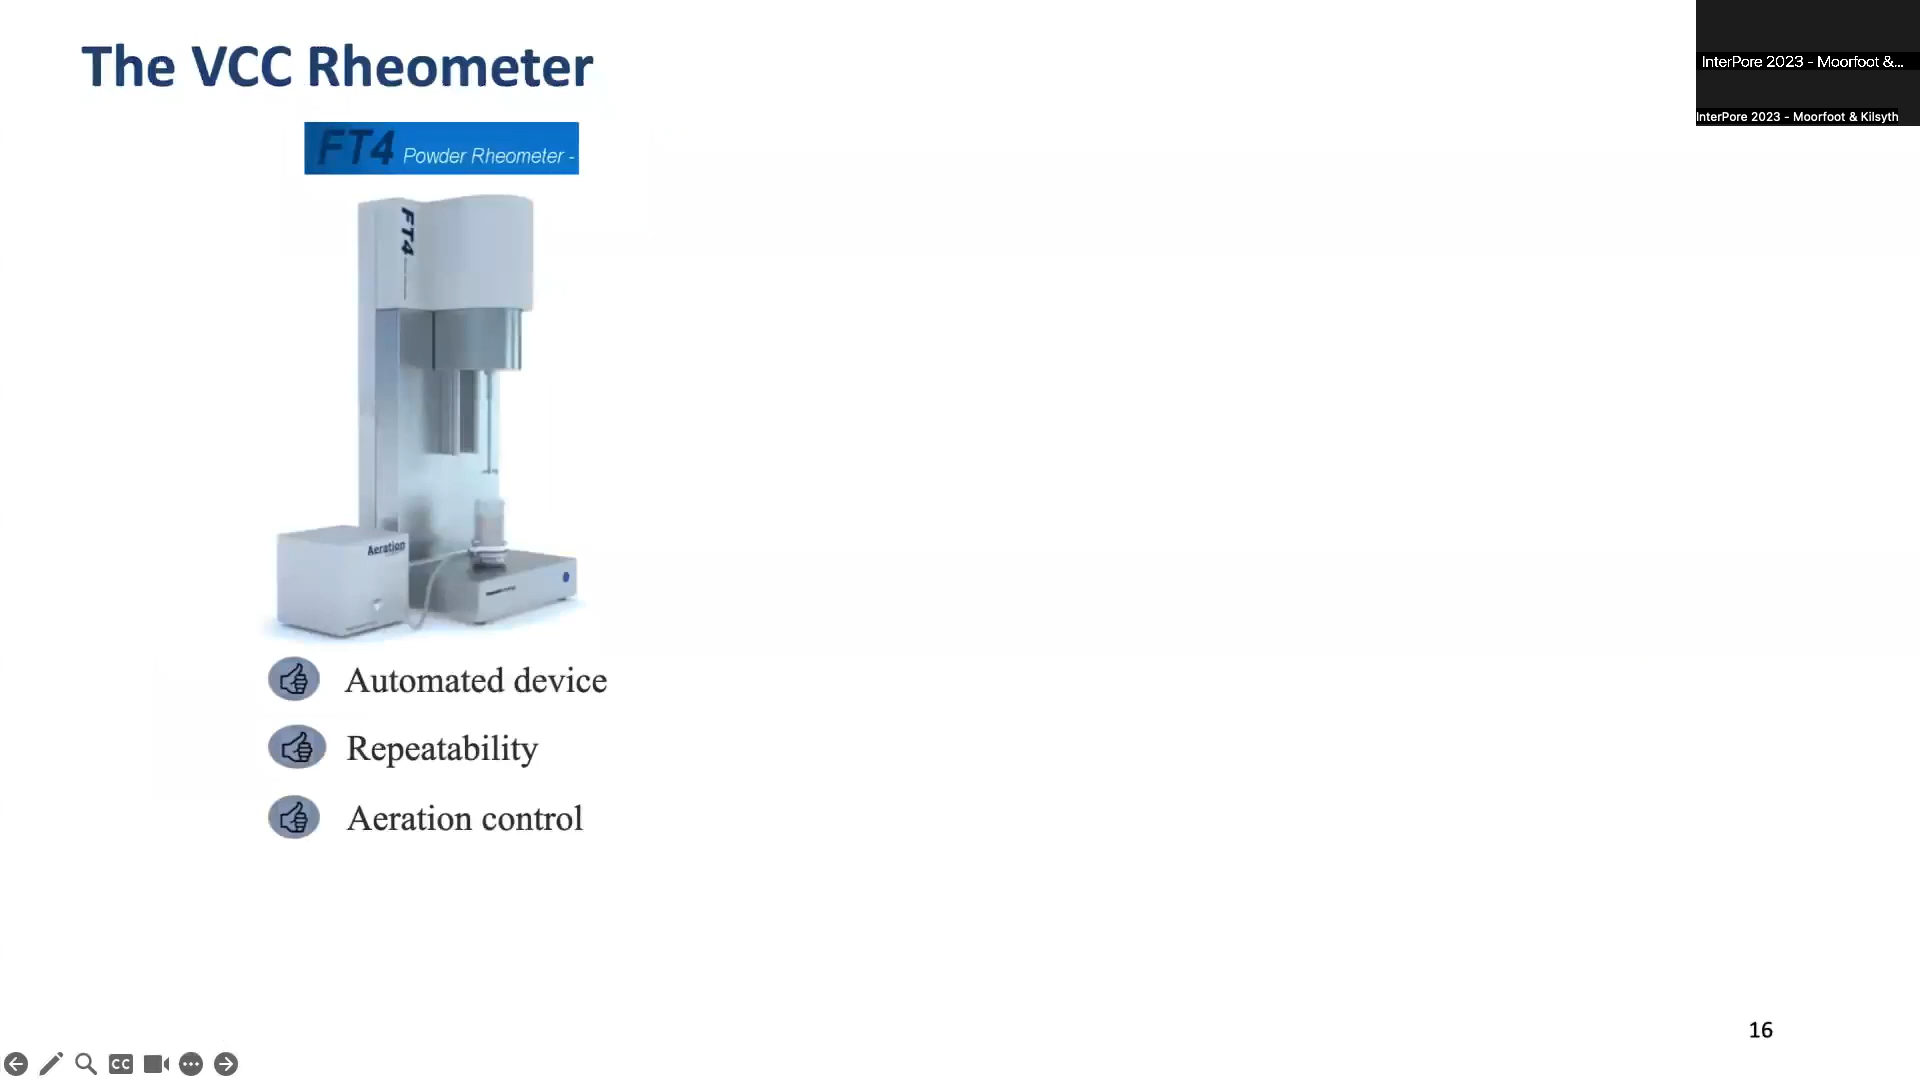 The VCC Rheometer
InterPore 2023 - Moorfoot &...
InterPore 2023 - Moorfoot & Kilsyth
FT4 Powder Rheometer -
FT4
Aeration
Automated device
Repeatability
Aeration control
16
CC